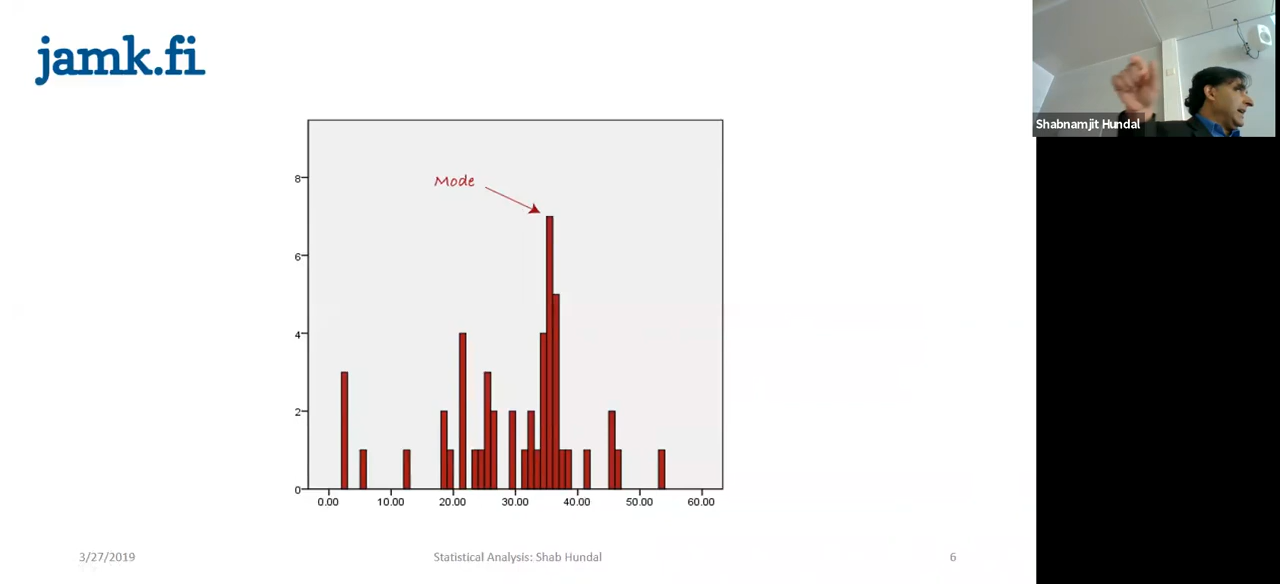 jamk.fi
Shabnamjit Hundal
Mode
8
6
4
2
0
0.00 10.00 20.00 30.00 40.00 50.00 60.00
3/27/2019 Statistical Analysis: Shab Hundal 6